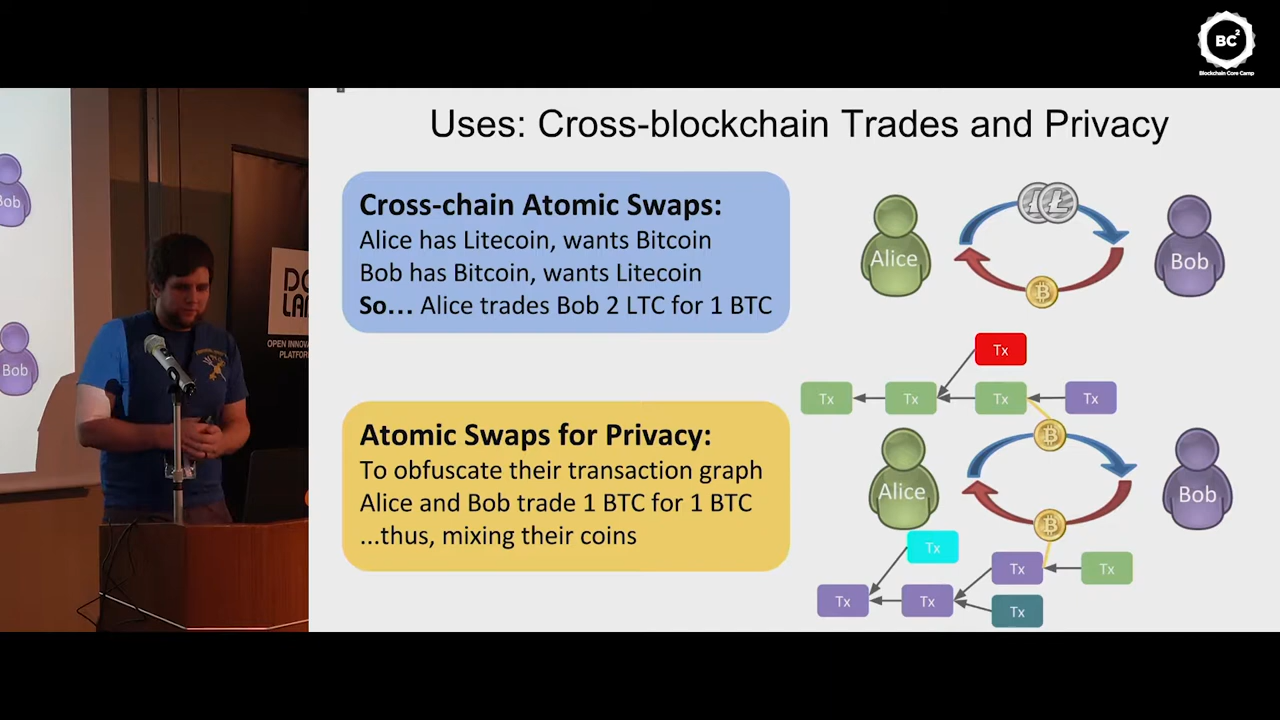 BC²
Blockchain Core Camp
Uses: Cross-blockchain Trades and Privacy
Cross-chain Atomic Swaps:
Alice has Litecoin, wants Bitcoin
Bob has Bitcoin, wants Litecoin
So... Alice trades Bob 2 LTC for 1 BTC
Alice
Bob
Atomic Swaps for Privacy:
To obfuscate their transaction graph
Alice and Bob trade 1 BTC for 1 BTC
...thus, mixing their coins
Tx
Tx
Tx
Tx
Tx
Alice
Bob
Tx
Tx
Tx
Tx
Tx
Tx
Bob
Bob
OPEN INNOV
PLATFOR